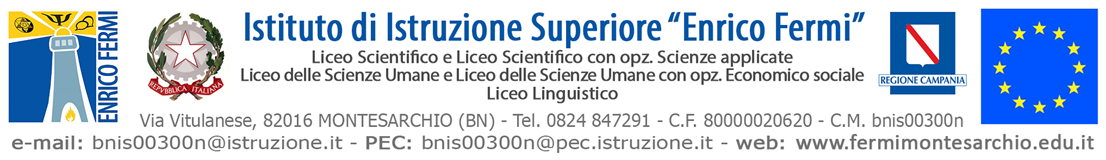 ENRICO FERMI
REPVBBLICA ITALIANA
Istituto di Istruzione Superiore “Enrico Fermi”
Liceo Scientifico e Liceo Scientifico con opz. Scienze applicate
Liceo delle Scienze Umane e Liceo delle Scienze Umane con opz. Economico sociale
Liceo Linguistico
REGIONE CAMPANIA
Via Vitulanese, 82016 MONTESARCHIO (BN) - Tel. 0824 847291 - C.F. 80000020620 - C.M. bnis00300n
e-mail: bnis00300n@istruzione.it - PEC: bnis00300n@pec.istruzione.it - web: www.fermimontesarchio.edu.it